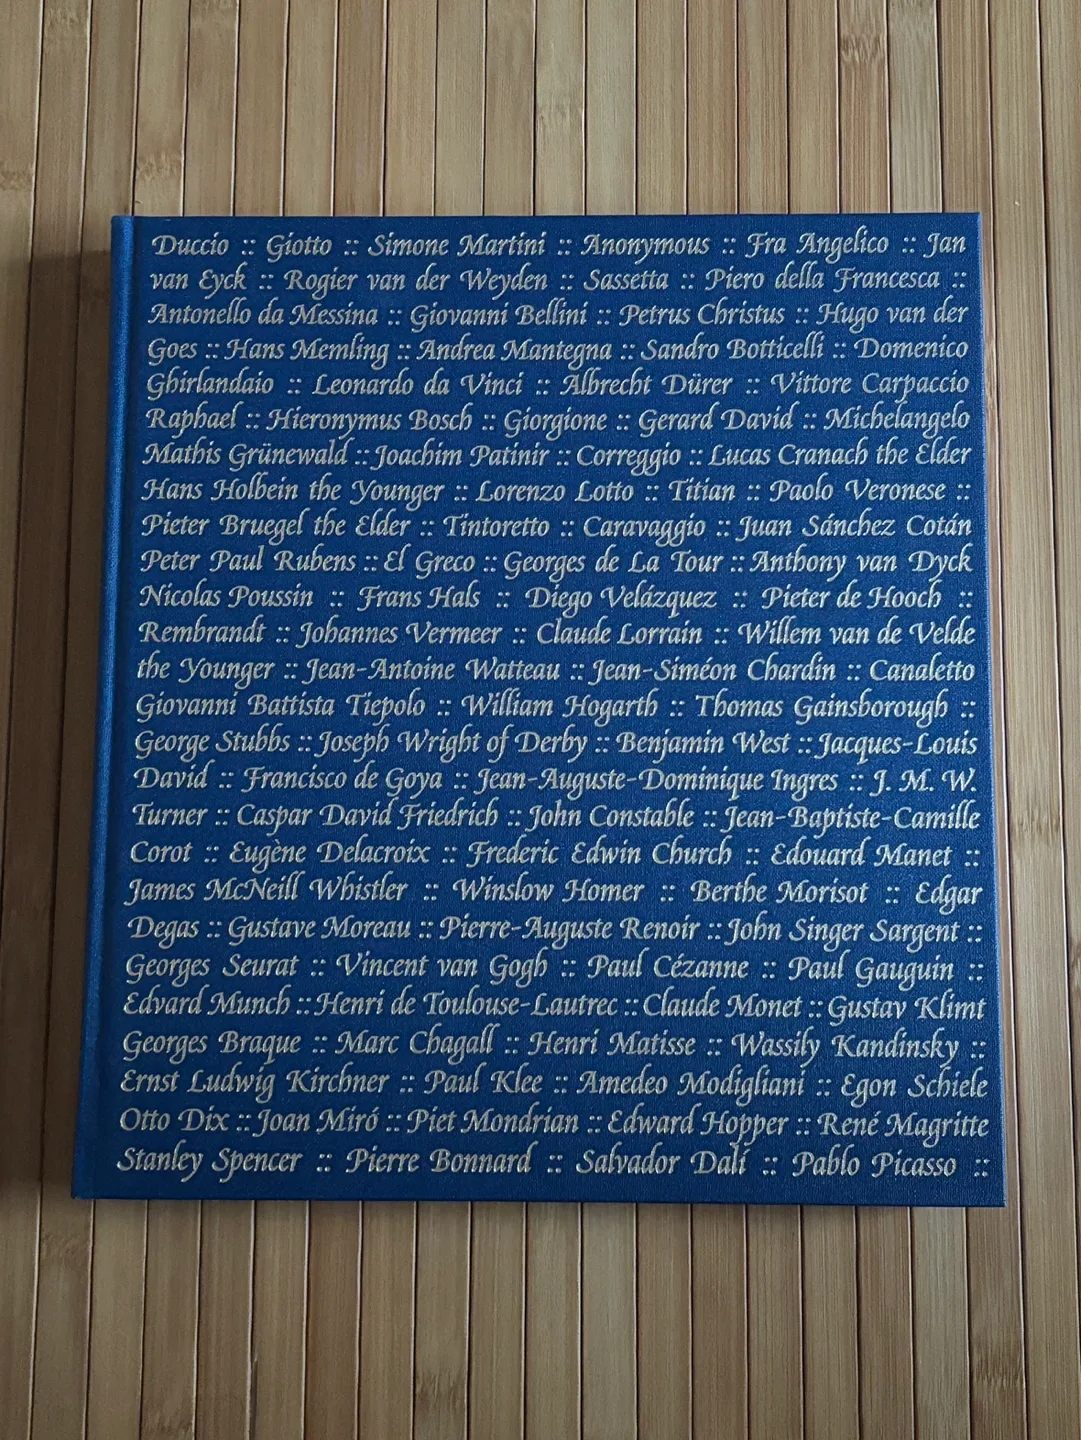 Duccio :: Giotto :: Simone Martini :: Anonymous :: Fra Angelico :: Jan
van Eyck :: Rogier van der Weyden :: Sassetta :: Piero della Francesca ::
Antonello da Messina :: Giovanni Bellini :: Petrus Christus :: Hugo van der
Goes :: Hans Memling :: Andrea Mantegna :: Sandro Botticelli :: Domenico
Ghirlandaio :: Leonardo da Vinci :: Albrecht Dürer :: Vittore Carpaccio
Raphael :: Hieronymus Bosch :: Giorgione :: Gerard David :: Michelangelo
Mathis Grünewald :: Joachim Patinir :: Correggio :: Lucas Cranach the Elder
Hans Holbein the Younger :: Lorenzo Lotto :: Titian :: Paolo Veronese ::
Pieter Bruegel the Elder :: Tintoretto :: Caravaggio :: Juan Sánchez Cotán
Peter Paul Rubens :: El Greco :: Georges de La Tour :: Anthony van Dyck
Nicolas Poussin :: Frans Hals :: Diego Velázquez :: Pieter de Hooch ::
Rembrandt :: Johannes Vermeer :: Claude Lorrain :: Willem van de Velde
the Younger :: Jean-Antoine Watteau :: Jean-Siméon Chardin :: Canaletto
Giovanni Battista Tiepolo :: William Hogarth :: Thomas Gainsborough ::
George Stubbs :: Joseph Wright of Derby :: Benjamin West :: Jacques-Louis
David :: Francisco de Goya :: Jean-Auguste-Dominique Ingres :: J. M. W.
Turner :: Caspar David Friedrich :: John Constable :: Jean-Baptiste-Camille
Corot :: Eugène Delacroix :: Frederic Edwin Church :: Edouard Manet ::
James McNeill Whistler :: Winslow Homer :: Berthe Morisot :: Edgar
Degas :: Gustave Moreau :: Pierre-Auguste Renoir :: John Singer Sargent ::
Georges Seurat :: Vincent van Gogh :: Paul Cézanne :: Paul Gauguin ::
Edvard Munch :: Henri de Toulouse-Lautrec :: Claude Monet :: Gustav Klimt
Georges Braque :: Marc Chagall :: Henri Matisse :: Wassily Kandinsky ::
Ernst Ludwig Kirchner :: Paul Klee :: Amedeo Modigliani :: Egon Schiele
Otto Dix :: Joan Miró :: Piet Mondrian :: Edward Hopper :: René Magritte
Stanley Spencer :: Pierre Bonnard :: Salvador Dalí :: Pablo Picasso ::